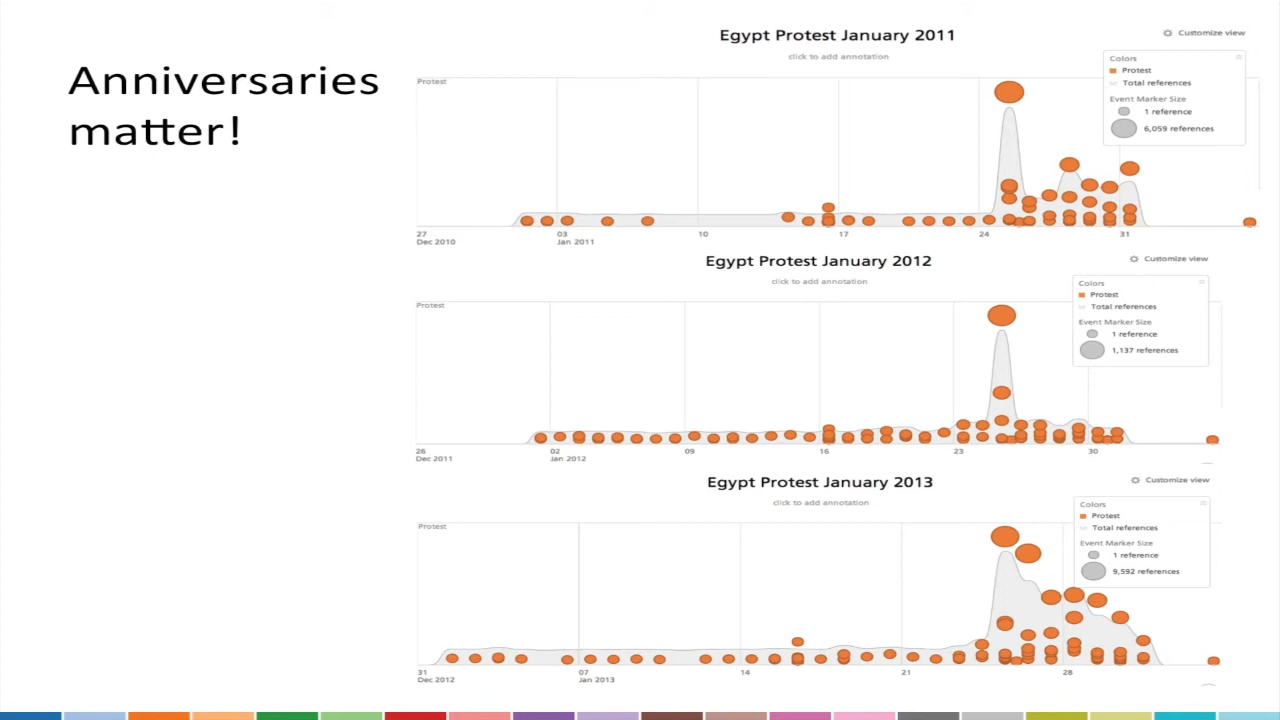 Anniversaries
matter!
Egypt Protest January 2011
Customize view
click to add annotation
Protest
Colors
Protest
Total references
Event Marker Size
1 reference
6,059 references
27 03 10 17 24 31
Dec 2010 Jan 2011
Egypt Protest January 2012
Customize view
click to add annotation
Protest
Colors
Protest
Total references
Event Marker Size
1 reference
1,137 references
26 02 09 16 23 30
Dec 2011 Jan 2012
Egypt Protest January 2013
Customize view
click to add annotation
Protest
Colors
Protest
Total references
Event Marker Size
1 reference
9,592 references
31 07 14 21 28
Dec 2012 Jan 2013